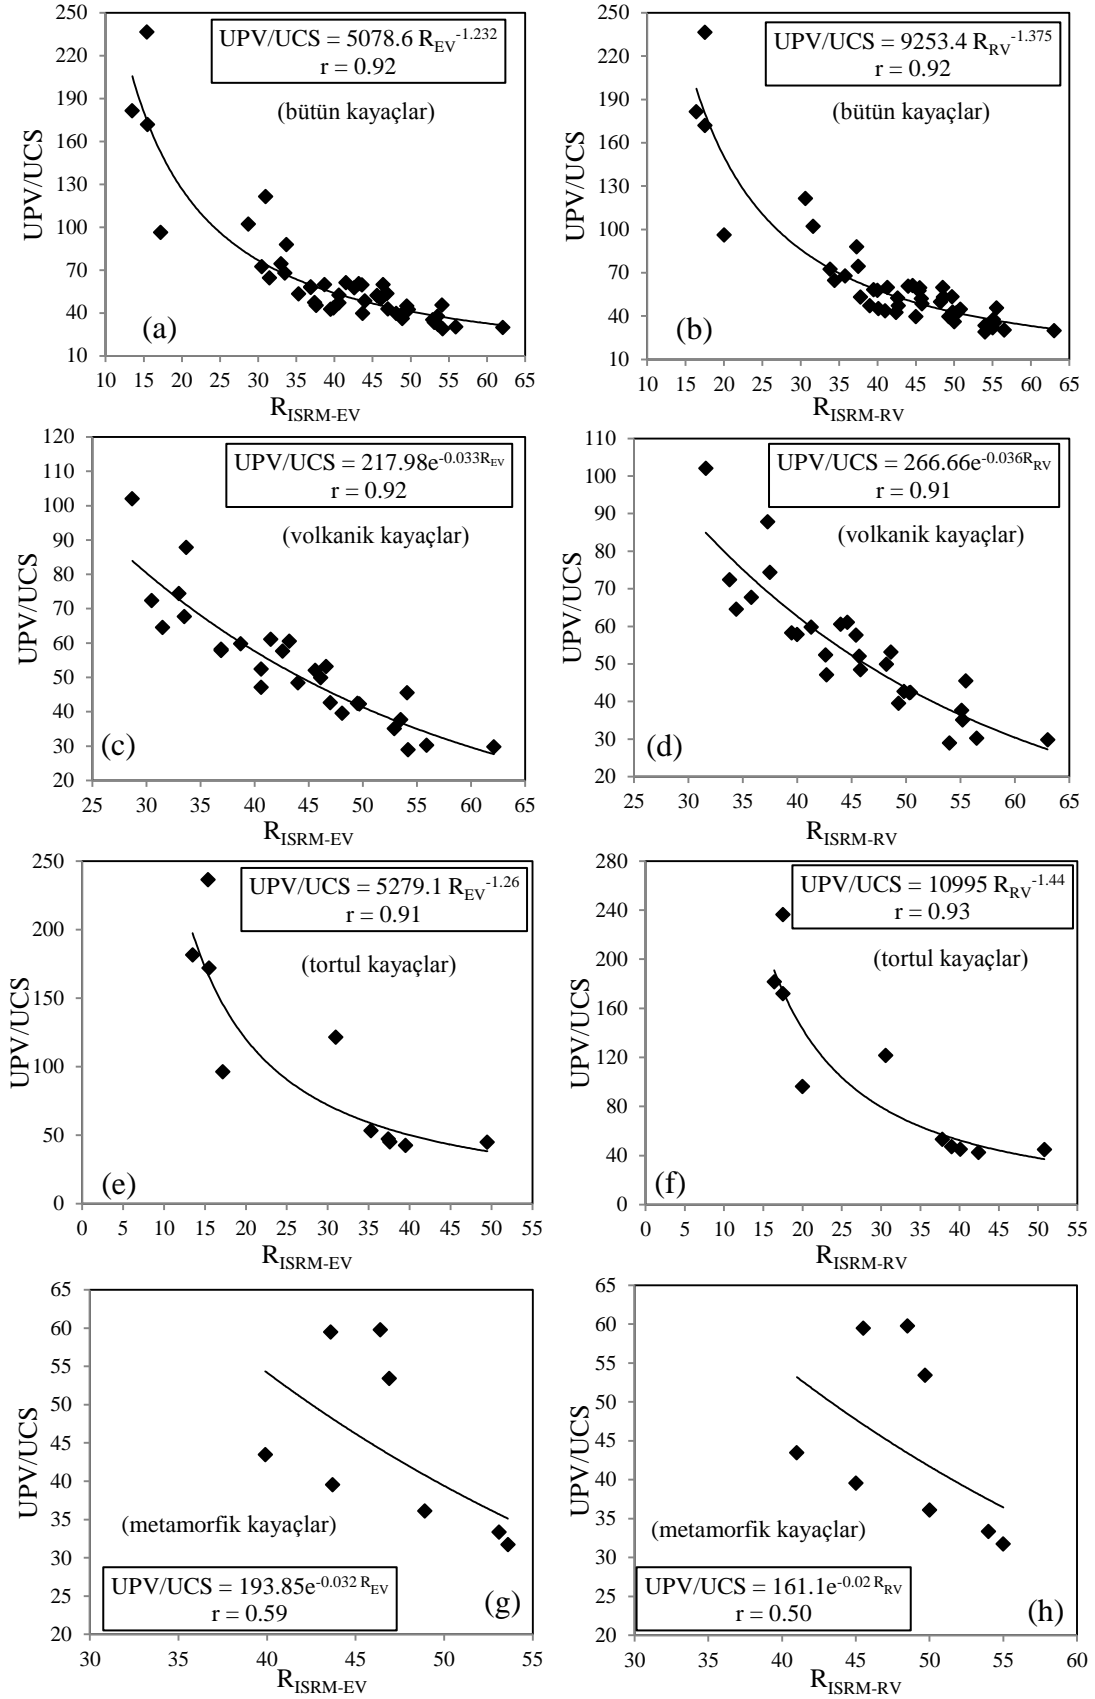 UPV/UCS = 5078.6 R_EV^-1.232
r = 0.92
(bütün kayaçlar)
(a)
UPV/UCS
250
220
190
160
130
100
70
40
10
10 15 20 25 30 35 40 45 50 55 60 65
R_ISRM-EV
UPV/UCS = 9253.4 R_RV^-1.375
r = 0.92
(bütün kayaçlar)
(b)
UPV/UCS
250
220
190
160
130
100
70
40
10
10 15 20 25 30 35 40 45 50 55 60 65
R_ISRM-RV
UPV/UCS = 217.98e^-0.033R_EV
r = 0.92
(volkanik kayaçlar)
(c)
UPV/UCS
120
110
100
90
80
70
60
50
40
30
20
25 30 35 40 45 50 55 60 65
R_ISRM-EV
UPV/UCS = 266.66e^-0.036R_RV
r = 0.91
(volkanik kayaçlar)
(d)
UPV/UCS
110
100
90
80
70
60
50
40
30
20
25 30 35 40 45 50 55 60 65
R_ISRM-RV
UPV/UCS = 5279.1 R_EV^-1.26
r = 0.91
(tortul kayaçlar)
(e)
UPV/UCS
250
200
150
100
50
0
0 5 10 15 20 25 30 35 40 45 50 55
R_ISRM-EV
UPV/UCS = 10995 R_RV^-1.44
r = 0.93
(tortul kayaçlar)
(f)
UPV/UCS
280
240
200
160
120
80
40
0
0 5 10 15 20 25 30 35 40 45 50 55
R_ISRM-RV
UPV/UCS
65
60
55
50
45
40
35
30
25
20
(metamorfik kayaçlar)
UPV/UCS = 193.85e^-0.032 R_EV
r = 0.59
(g)
30 35 40 45 50 55
R_ISRM-EV
UPV/UCS
65
60
55
50
45
40
35
30
25
20
(metamorfik kayaçlar)
UPV/UCS = 161.1e^-0.02 R_RV
r = 0.50
(h)
30 35 40 45 50 55 60
R_ISRM-RV